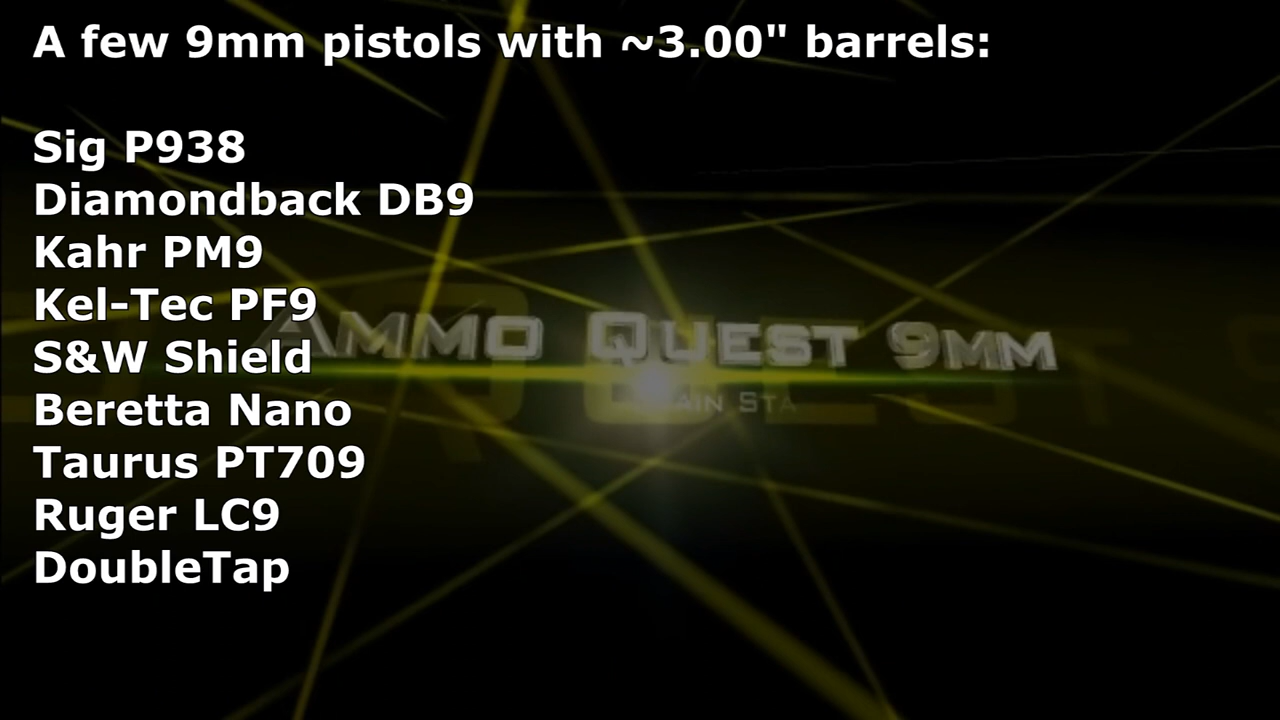 A few 9mm pistols with ~3.00" barrels:
Sig P938
Diamondback DB9
Kahr PM9
Kel-Tec PF9
S&W Shield
Beretta Nano
Taurus PT709
Ruger LC9
DoubleTap
AMMO QUEST 9MM